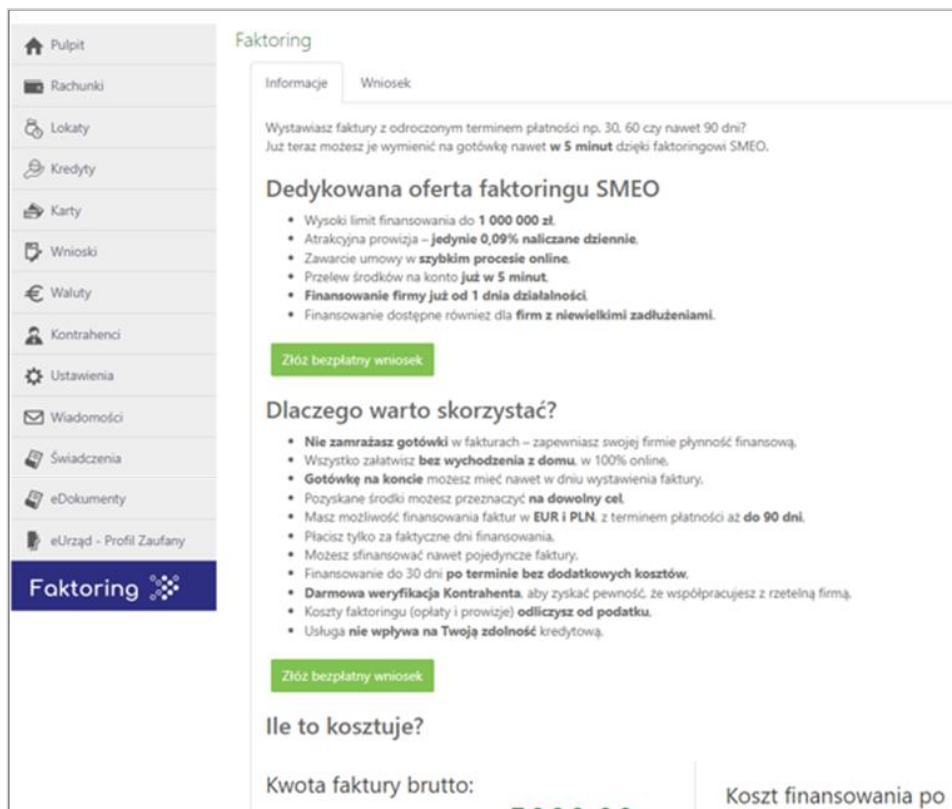 Pulpit
Rachunki
Lokaty
Kredyty
Karty
Wnioski
Waluty
Kontrahenci
Ustawienia
Wiadomości
Świadczenia
eDokumenty
eUrząd - Profil Zaufany
Faktoring
Faktoring
Informacje Wniosek
Wystawiasz faktury z odroczonym terminem płatności np. 30, 60 czy nawet 90 dni?
Już teraz możesz je wymienić na gotówkę nawet w 5 minut dzięki faktoringowi SMEO.
Dedykowana oferta faktoringu SMEO
Wysoki limit finansowania do 1 000 000 zł.
Atrakcyjna prowizja – jedynie 0,09% naliczane dziennie.
Zawarcie umowy w szybkim procesie online.
Przelew środków na konto już w 5 minut.
Finansowanie firmy już od 1 dnia działalności.
Finansowanie dostępne również dla firm z niewielkimi zadłużeniami.
Złóż bezpłatny wniosek
Dlaczego warto skorzystać?
Nie zamrażasz gotówki w fakturach – zapewniasz swojej firmie płynność finansową.
Wszystko załatwisz bez wychodzenia z domu, w 100% online.
Gotówkę na koncie możesz mieć nawet w dniu wystawienia faktury.
Pozyskane środki możesz przeznaczyć na dowolny cel.
Masz możliwość finansowania faktur w EUR i PLN, z terminem płatności aż do 90 dni.
Płacisz tylko za faktyczne dni finansowania.
Możesz sfinansować nawet pojedyncze faktury.
Finansowanie do 30 dni po terminie bez dodatkowych kosztów.
Darmowa weryfikacja Kontrahenta, aby zyskać pewność, że współpracujesz z rzetelną firmą.
Koszty faktoringu (opłaty i prowizje) odliczysz od podatku.
Usługa nie wpływa na Twoją zdolność kredytową.
Złóż bezpłatny wniosek
Ile to kosztuje?
Kwota faktury brutto:
Koszt finansowania po